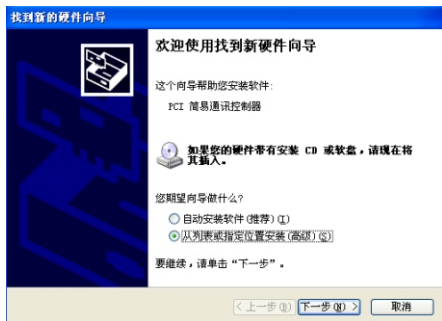 找到新的硬件向导
欢迎使用找到新硬件向导
这个向导帮助您安装软件:
PCI 简易通讯控制器
如果您的硬件带有安装 CD 或软盘，请现在将
其插入。
您期望向导做什么?
自动安装软件(推荐)(I)
从列表或指定位置安装(高级)(S)
要继续，请单击“下一步”。
< 上一步(B) 下一步(N) > 取消